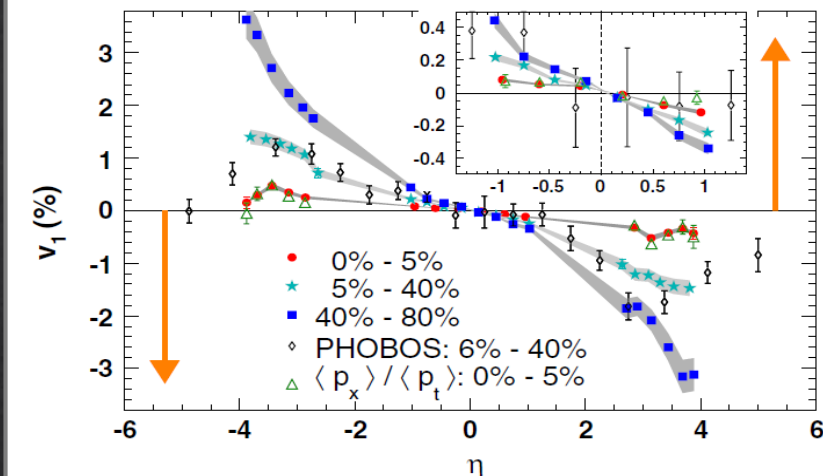 3
2
1
0
-1
-2
-3
v1 (%)
0.4
0.2
0
-0.2
-0.4
-1 -0.5 0 0.5 1
0% - 5%
5% - 40%
40% - 80%
PHOBOS: 6% - 40%
⟨ px ⟩ / ⟨ pt ⟩: 0% - 5%
-6 -4 -2 0 2 4 6
η